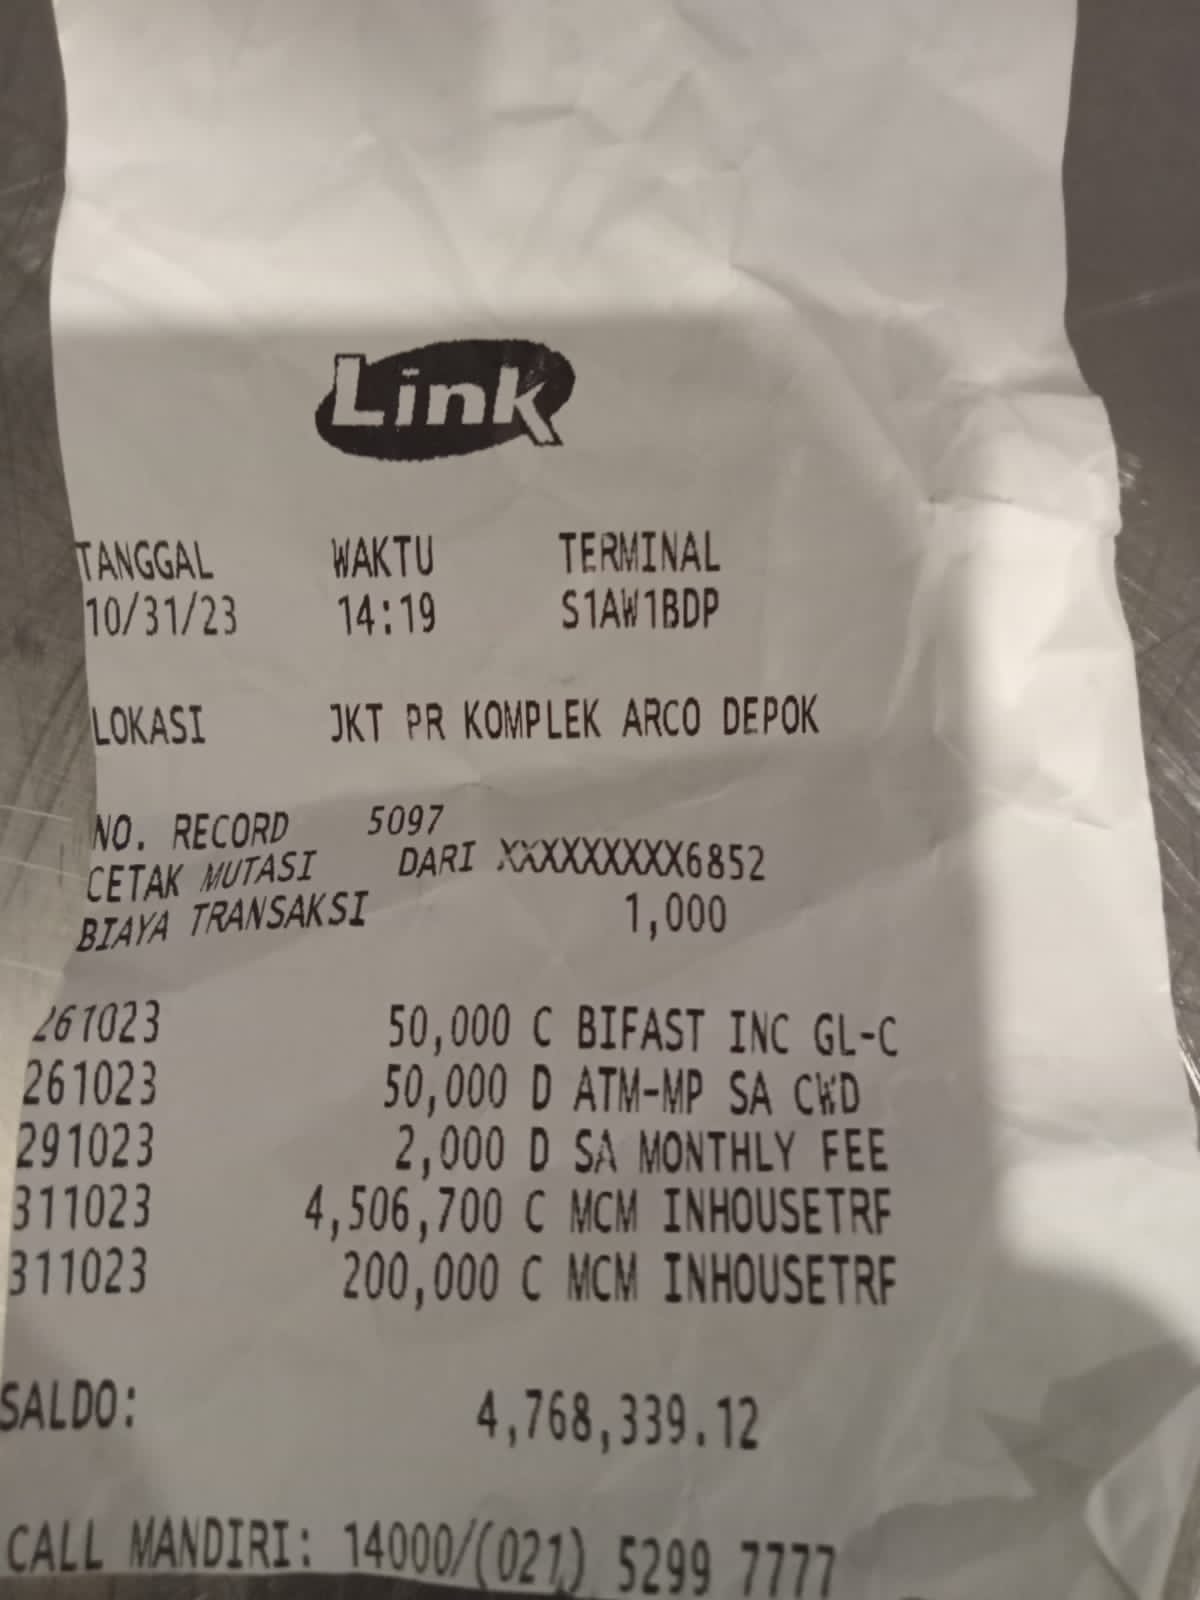 Link
TANGGAL WAKTU TERMINAL
10/31/23 14:19 S1AW1BDP
LOKASI JKT PR KOMPLEK ARCO DEPOK
NO. RECORD 5097
CETAK MUTASI DARI XXXXXXXXX6852
BIAYA TRANSAKSI 1,000
261023 50,000 C BIFAST INC GL-C
261023 50,000 D ATM-MP SA CWD
291023 2,000 D SA MONTHLY FEE
311023 4,506,700 C MCM INHOUSETRF
311023 200,000 C MCM INHOUSETRF
SALDO: 4,768,339.12
CALL MANDIRI: 14000/(021) 5299 7777